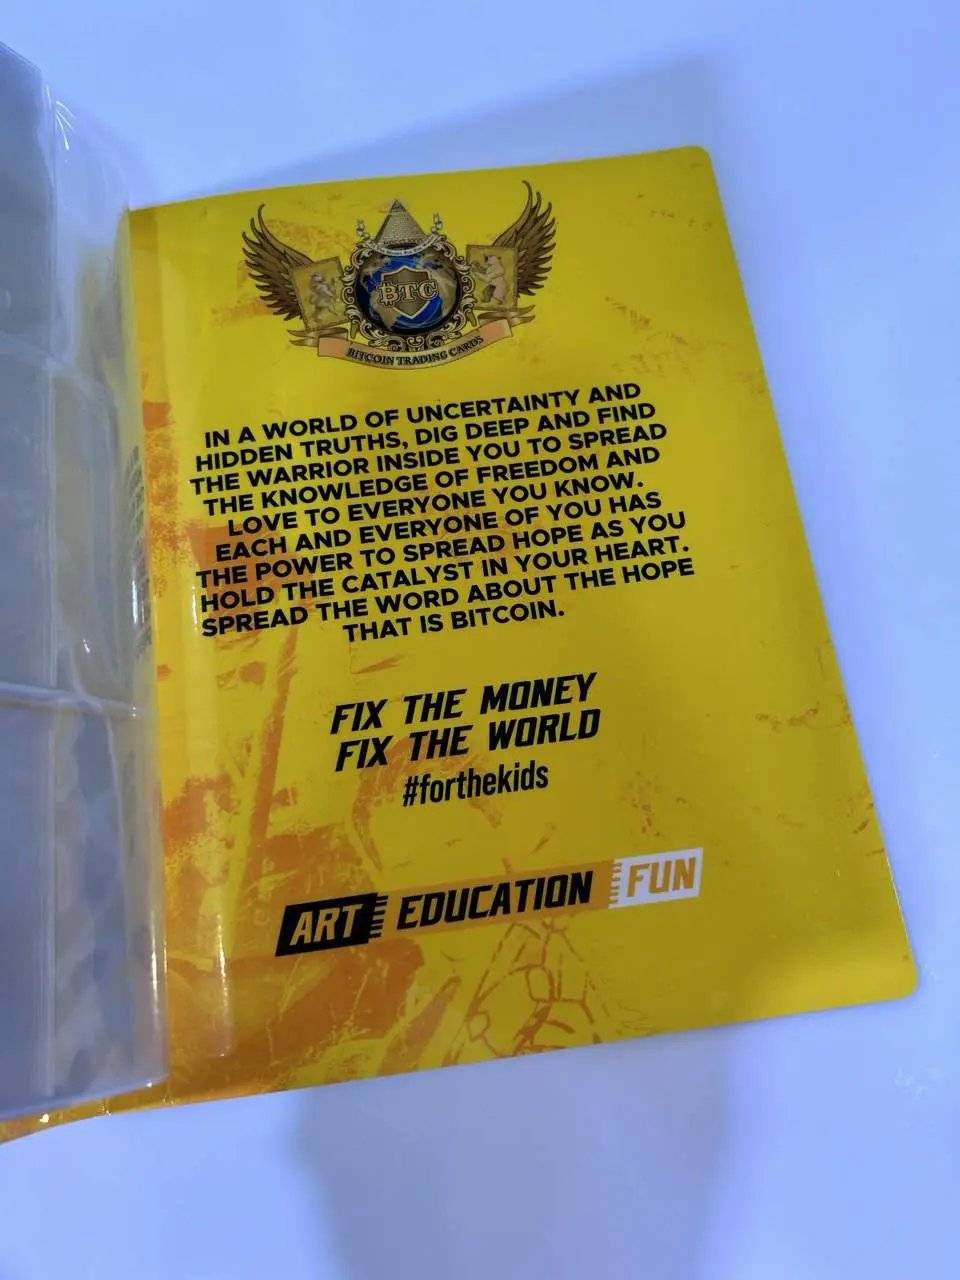 BTC
BITCOIN TRADING CARDS
IN A WORLD OF UNCERTAINTY AND
HIDDEN TRUTHS, DIG DEEP AND FIND
THE WARRIOR INSIDE YOU TO SPREAD
THE KNOWLEDGE OF FREEDOM AND
LOVE TO EVERYONE YOU KNOW.
EACH AND EVERYONE OF YOU HAS
THE POWER TO SPREAD HOPE AS YOU
HOLD THE CATALYST IN YOUR HEART.
SPREAD THE WORD ABOUT THE HOPE
THAT IS BITCOIN.
FIX THE MONEY
FIX THE WORLD
#forthekids
ART EDUCATION FUN